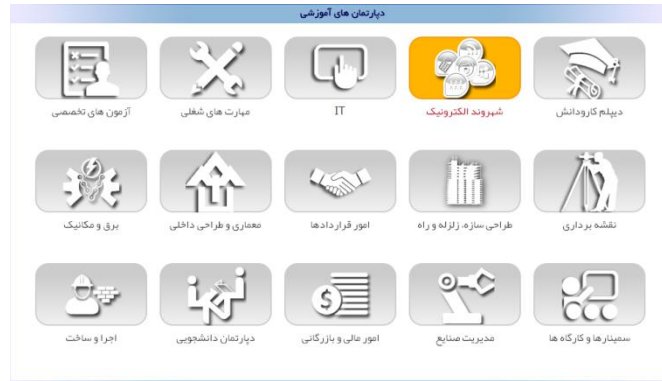 دپارتمان های آموزشی
دیپلم کارودانش
شهروند الکترونیک
IT
مهارت های شغلی
آزمون های تخصصی
نقشه برداری
طراحی سازه، زلزله و راه
امور قراردادها
معماری و طراحی داخلی
برق و مکانیک
سمینارها و کارگاه ها
مدیریت صنایع
امور مالی و بازرگانی
دپارتمان دانشجویی
اجرا و ساخت